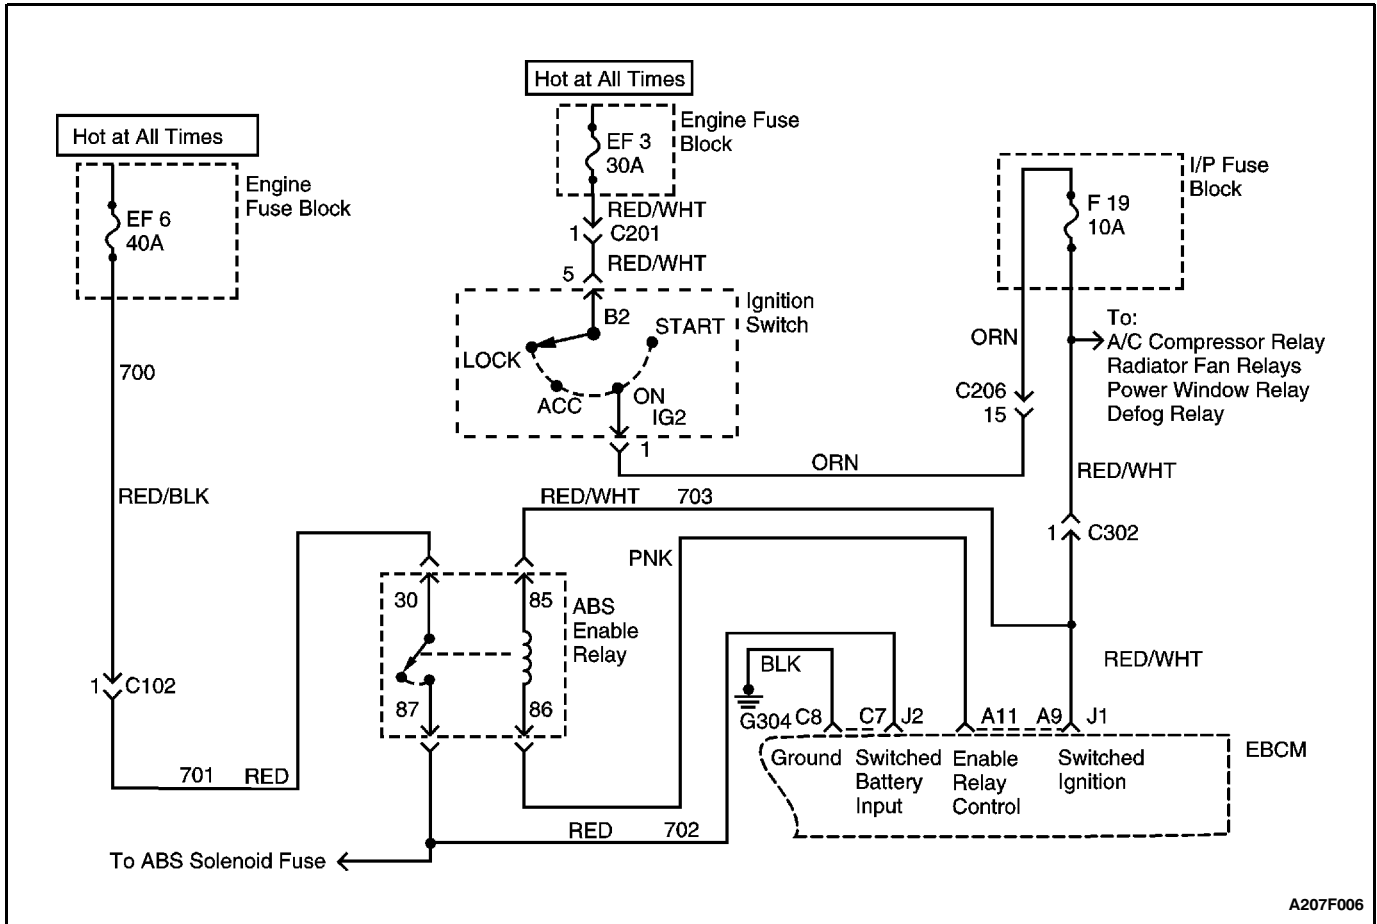 Hot at All Times
Hot at All Times
EF 3
30A
Engine Fuse
Block
EF 6
40A
Engine
Fuse Block
I/P Fuse
Block
F 19
10A
RED/WHT
1
C201
RED/WHT
5
B2
Ignition
Switch
START
LOCK
ACC
ON
IG2
1
ORN
C206
15
To:
A/C Compressor Relay
Radiator Fan Relays
Power Window Relay
Defog Relay
700
ORN
RED/WHT
RED/BLK
RED/WHT
703
1
C302
PNK
30
85
ABS
Enable
Relay
87
86
BLK
RED/WHT
1
C102
G304
C8
C7
J2
A11
A9
J1
EBCM
Ground
Switched
Battery
Input
Enable
Relay
Control
Switched
Ignition
701
RED
RED
702
To ABS Solenoid Fuse
A207F006